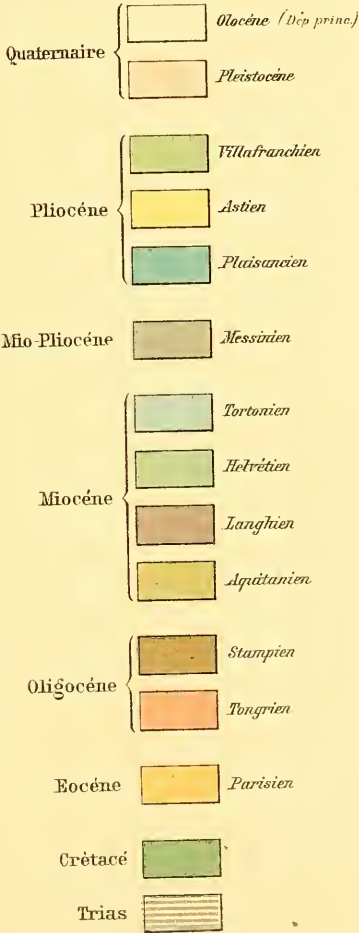 Olocéne (Dép princ.)
Quaternaire
Pleistocéne
Villafranchien
Pliocéne
Astien
Plaisancien
Mio-Pliocéne
Messinien
Tortonien
Helvétien
Miocéne
Langhien
Aquitanien
Stampien
Oligocéne
Tongrien
Eocéne
Parisien
Crètacé
Trias